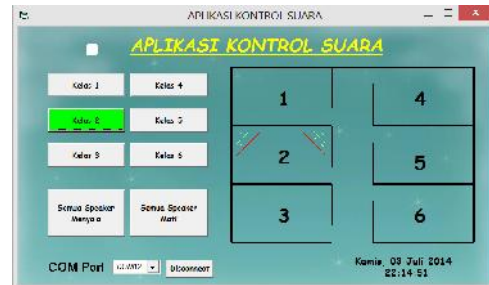 APLIKASI KONTROL SUARA
APLIKASI KONTROL SUARA
Kelas 1
Kelas 4
Kelas 2
Kelas 5
Kelas 3
Kelas 6
Semua Speaker
Menyala
Semua Speaker
Mati
1
4
2
5
3
6
COM Port
COM12
Disconnect
Kamis, 03 Juli 2014
22:14:51